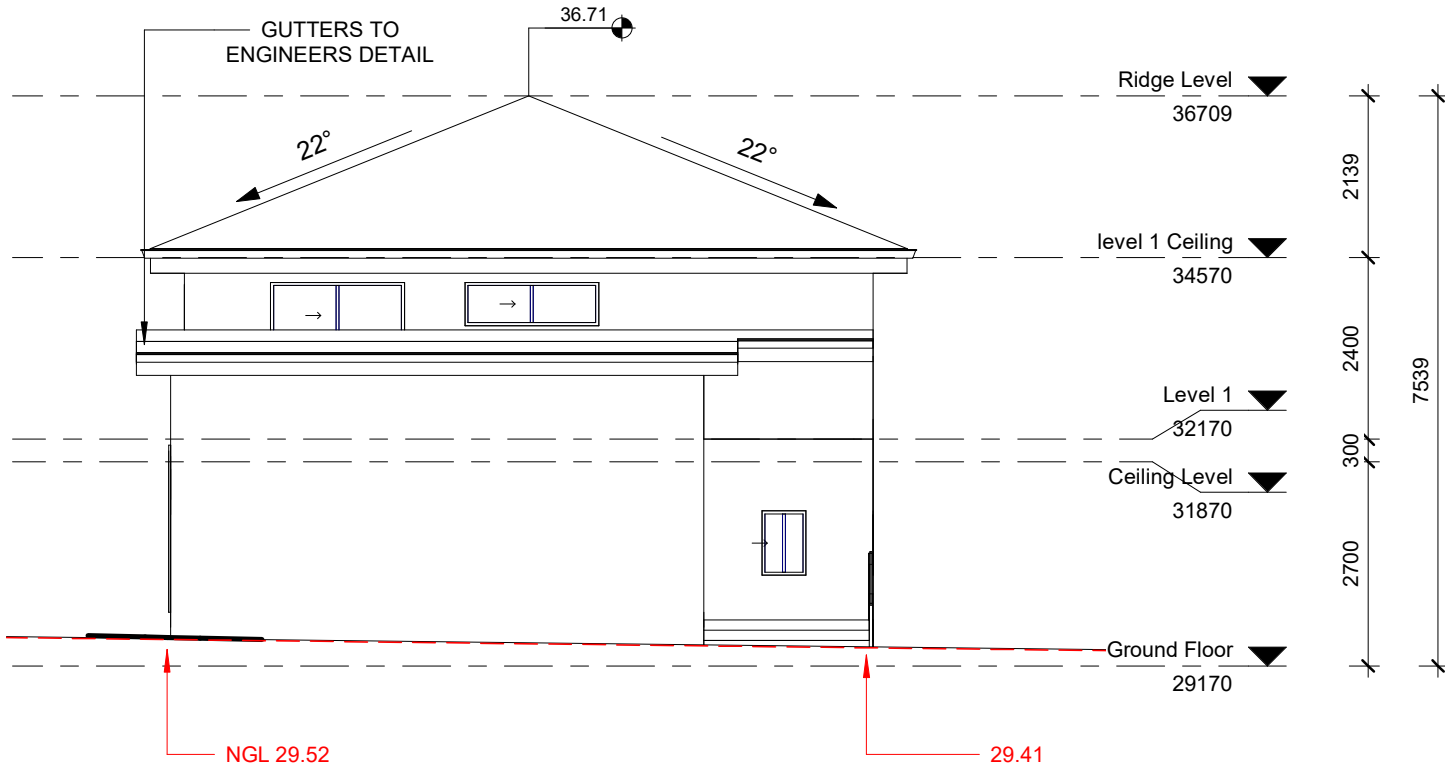 36.71
GUTTERS TO
ENGINEERS DETAIL
Ridge Level
36709
22°
22°
2139
level 1 Ceiling
34570
2400
7539
Level 1
32170
300
Ceiling Level
31870
2700
Ground Floor
29170
NGL 29.52
29.41